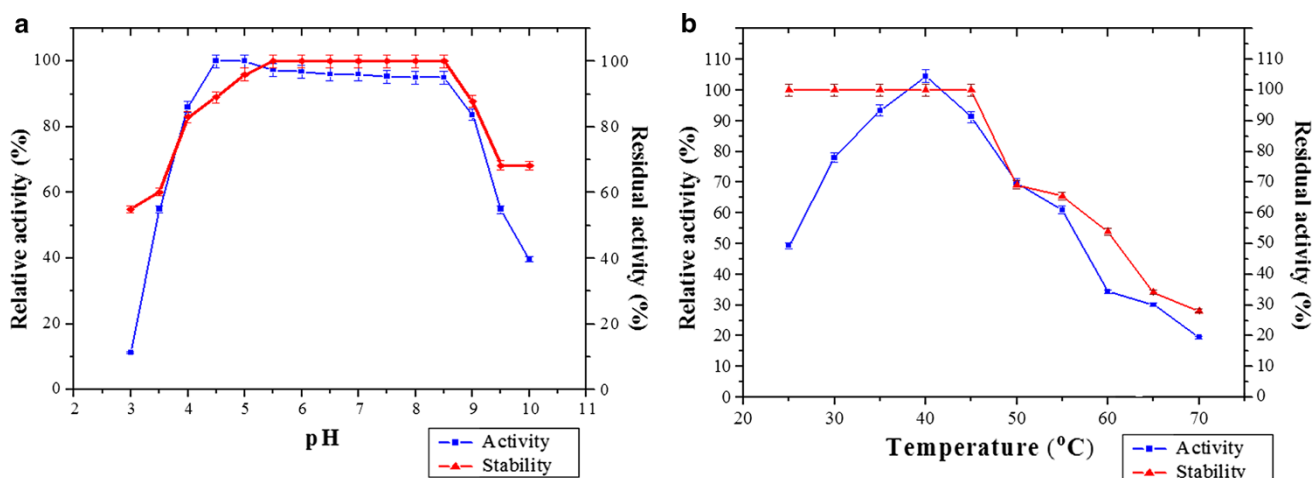 a
Relative activity (%)
100
80
60
40
20
0
100
80
60
40
20
0
Residual activity (%)
2 3 4 5 6 7 8 9 10 11
pH
Activity
Stability
b
Relative activity (%)
110
100
90
80
70
60
50
40
30
20
10
0
110
100
90
80
70
60
50
40
30
20
10
0
Residual activity (%)
20 30 40 50 60 70
Temperature (⁰C)
Activity
Stability